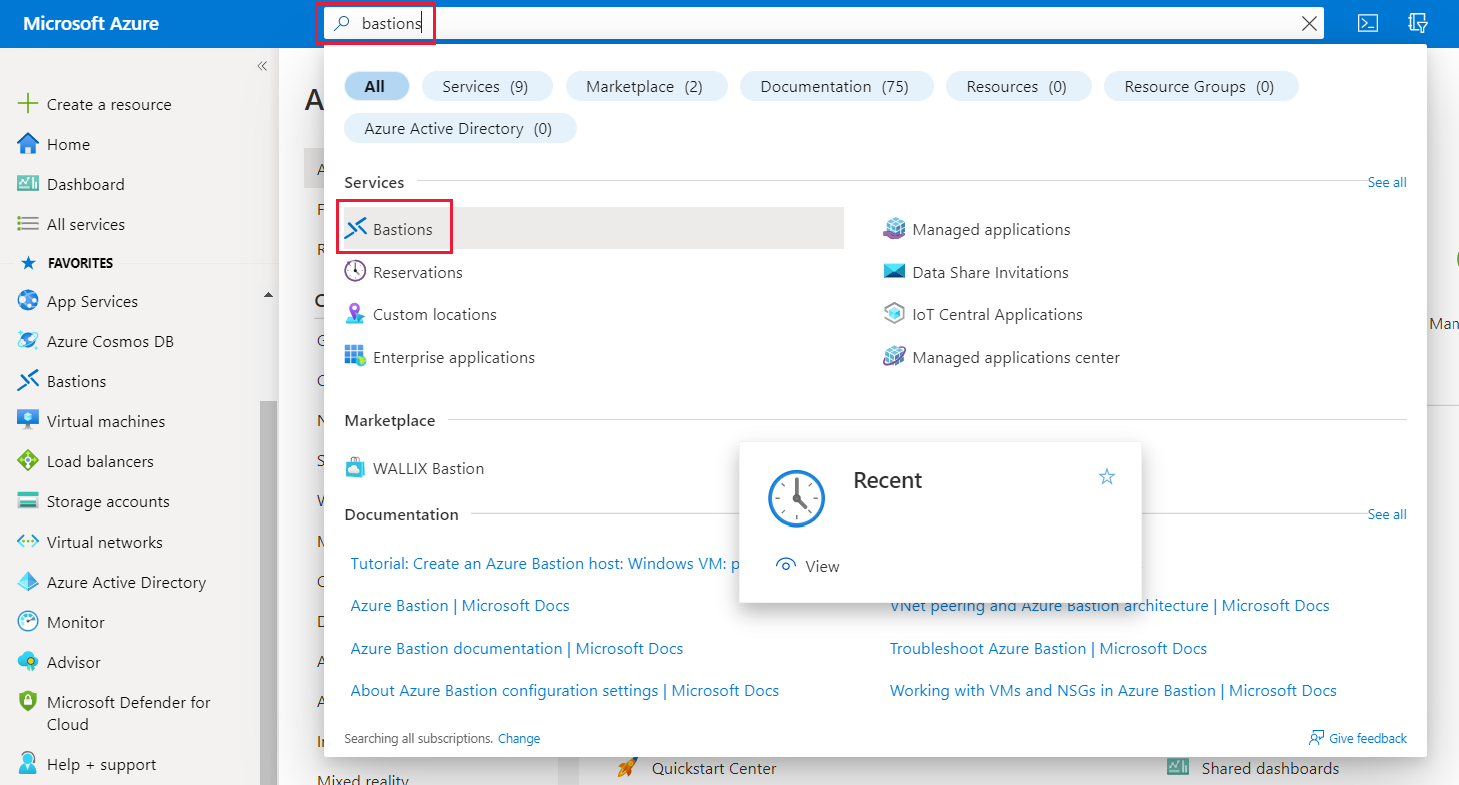 Microsoft Azure
bastions
Create a resource
Home
Dashboard
All services
FAVORITES
App Services
Azure Cosmos DB
Bastions
Virtual machines
Load balancers
Storage accounts
Virtual networks
Azure Active Directory
Monitor
Advisor
Microsoft Defender for
Cloud
Help + support
All
Services (9)
Marketplace (2)
Documentation (75)
Resources (0)
Resource Groups (0)
Azure Active Directory (0)
Services
See all
Bastions
Managed applications
Reservations
Data Share Invitations
Custom locations
IoT Central Applications
Enterprise applications
Managed applications center
Marketplace
WALLIX Bastion
Recent
View
Documentation
See all
Tutorial: Create an Azure Bastion host: Windows VM: p
Azure Bastion | Microsoft Docs
VNet peering and Azure Bastion architecture | Microsoft Docs
Azure Bastion documentation | Microsoft Docs
Troubleshoot Azure Bastion | Microsoft Docs
About Azure Bastion configuration settings | Microsoft Docs
Working with VMs and NSGs in Azure Bastion | Microsoft Docs
Searching all subscriptions. Change
Give feedback
Mixed reality
Quickstart Center
Shared dashboards
Man